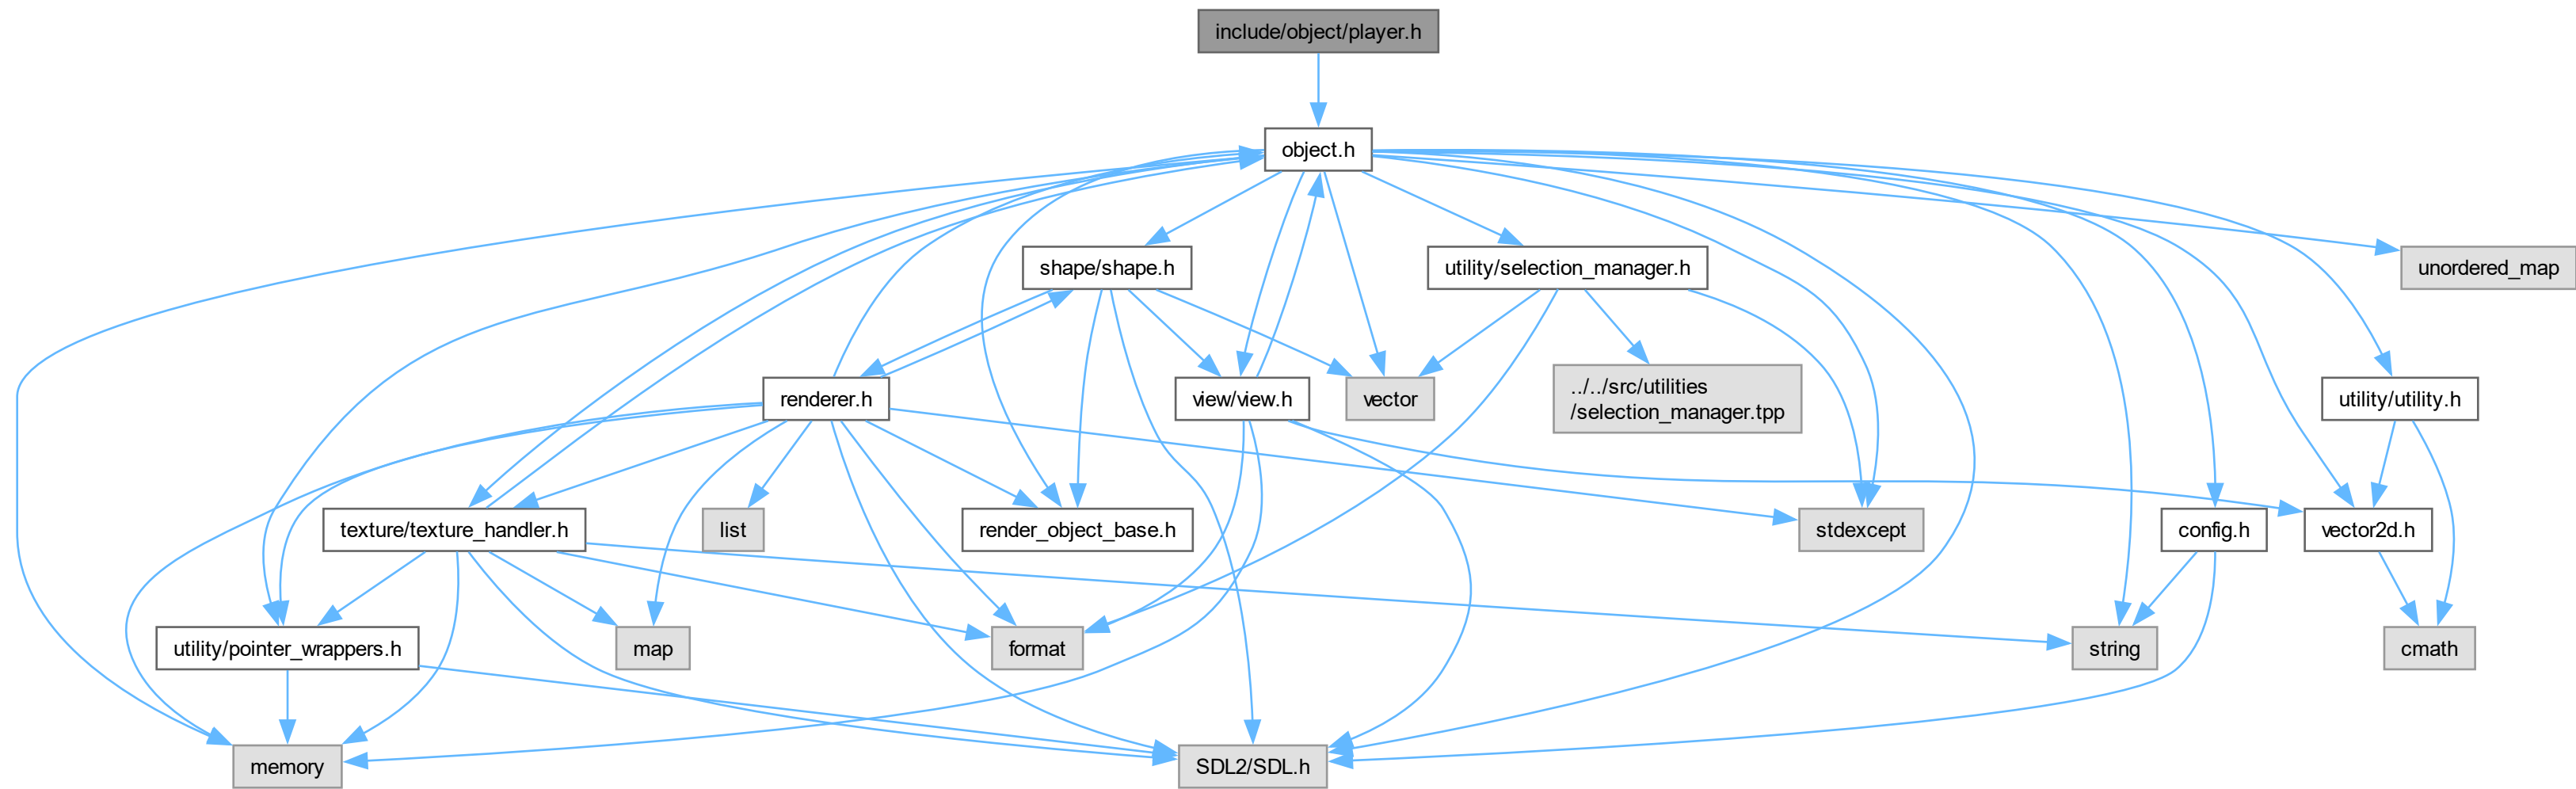 include/object/player.h
object.h
shape/shape.h
utility/selection_manager.h
unordered_map
renderer.h
view/view.h
vector
../../src/utilities
/selection_manager.tpp
utility/utility.h
texture/texture_handler.h
list
render_object_base.h
stdexcept
config.h
vector2d.h
utility/pointer_wrappers.h
map
format
string
cmath
memory
SDL2/SDL.h